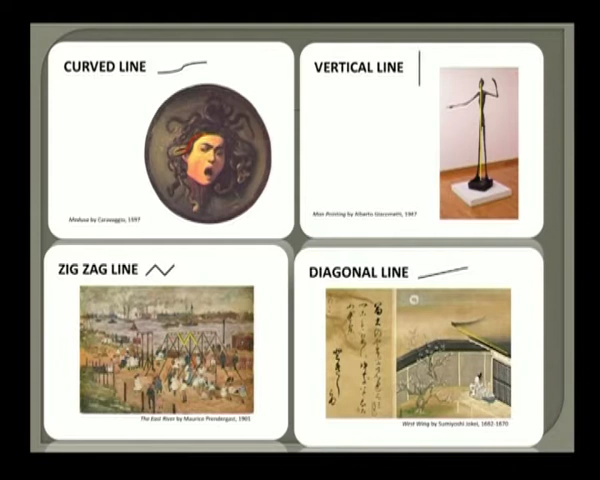 CURVED LINE
Medusa by Caravaggio, 1597
VERTICAL LINE
Man Pointing by Alberto Giacometti, 1947
ZIG ZAG LINE
The East River by Maurice Prendergast, 1901
DIAGONAL LINE
West Wing by Sumiyoshi Jokei, 1662-1670